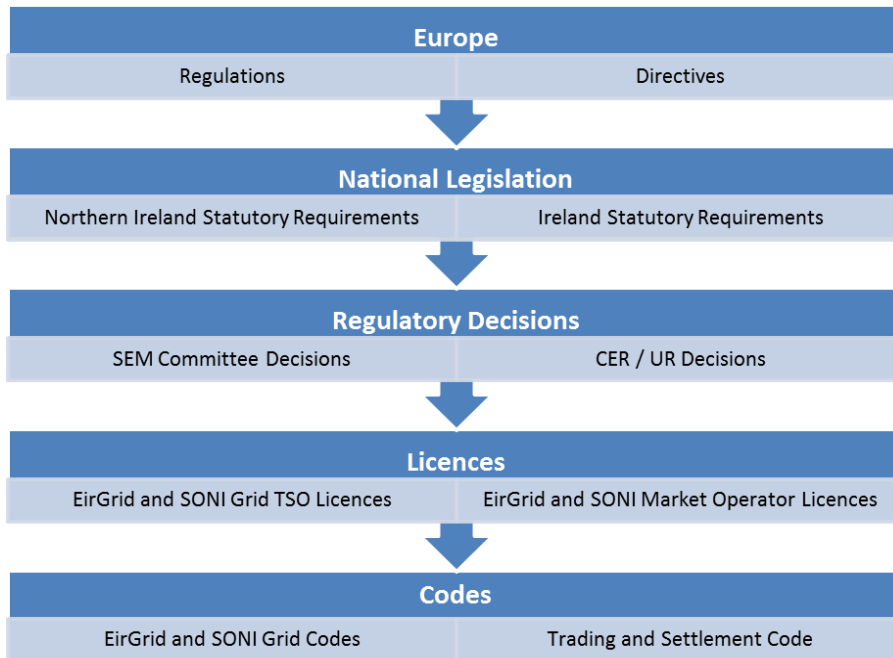 Europe
Regulations
Directives
National Legislation
Northern Ireland Statutory Requirements
Ireland Statutory Requirements
Regulatory Decisions
SEM Committee Decisions
CER / UR Decisions
Licences
EirGrid and SONI Grid TSO Licences
EirGrid and SONI Market Operator Licences
Codes
EirGrid and SONI Grid Codes
Trading and Settlement Code